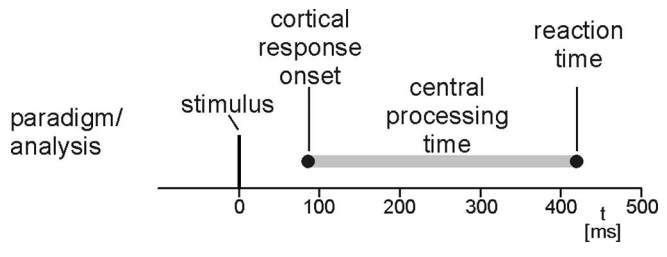 cortical
response
onset
reaction
time
central
processing
time
stimulus
paradigm/
analysis
0 100 200 300 400 500
t
[ms]